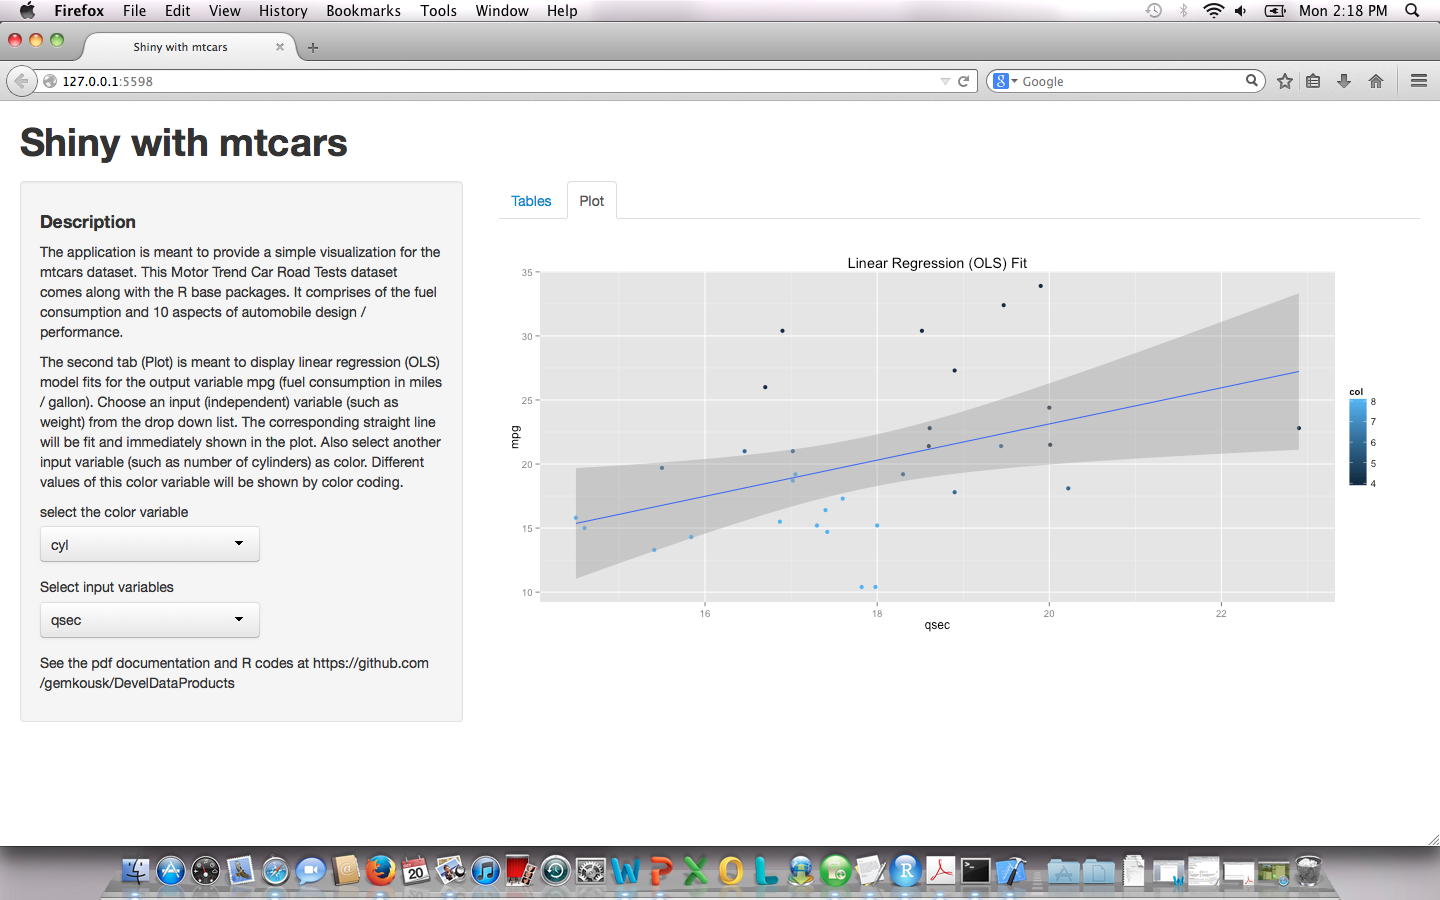 Firefox File Edit View History Bookmarks Tools Window Help Mon 2:18 PM
Shiny with mtcars
127.0.0.1:5598
Google
Shiny with mtcars
Description
The application is meant to provide a simple visualization for the
mtcars dataset. This Motor Trend Car Road Tests dataset
comes along with the R base packages. It comprises of the fuel
consumption and 10 aspects of automobile design /
performance.
The second tab (Plot) is meant to display linear regression (OLS)
model fits for the output variable mpg (fuel consumption in miles
/ gallon). Choose an input (independent) variable (such as
weight) from the drop down list. The corresponding straight line
will be fit and immediately shown in the plot. Also select another
input variable (such as number of cylinders) as color. Different
values of this color variable will be shown by color coding.
select the color variable
cyl
Select input variables
qsec
See the pdf documentation and R codes at https://github.com
/gemkousk/DevelDataProducts
Tables Plot
Linear Regression (OLS) Fit
35
30
25
20
15
10
mpg
16 18 20 22
qsec
col
8
7
6
5
4
20